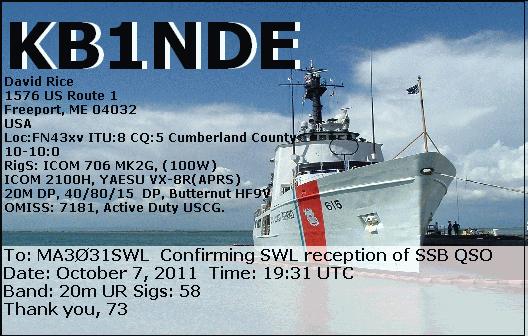 KB1NDE
David Rice
1576 US Route 1
Freeport, ME 04032
USA
Loc:FN43xv ITU:8 CQ:5 Cumberland County
10-10:0
RigS: ICOM 706 MK2G, (100W)
ICOM 2100H, YAESU VX-8R(APRS)
20M DP, 40/80/15 DP, Butternut HF9V
OMISS: 7181, Active Duty USCG.
616
To: MA3Ø31SWL Confirming SWL reception of SSB QSO
Date: October 7, 2011 Time: 19:31 UTC
Band: 20m UR Sigs: 58
Thank you, 73